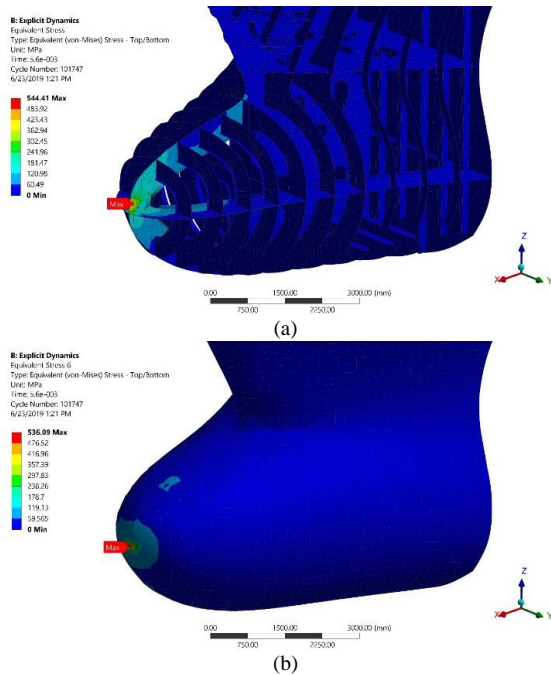 B: Explicit Dynamics
Equivalent Stress
Type: Equivalent (von-Mises) Stress - Top/Bottom
Unit: MPa
Time: 5.6e-003
Cycle Number: 101747
6/23/2019 1:21 PM
544.41 Max
483.92
423.43
362.94
302.45
241.96
181.47
120.98
60.49
0 Min
Max
Z
X
Y
0.00
1500.00
3000.00 (mm)
750.00
2250.00
(a)
B: Explicit Dynamics
Equivalent Stress 6
Type: Equivalent (von-Mises) Stress - Top/Bottom
Unit: MPa
Time: 5.6e-003
Cycle Number: 101747
6/23/2019 1:21 PM
536.09 Max
476.52
416.96
357.39
297.83
238.26
178.7
119.13
59.565
0 Min
Max
Z
X
Y
0.00
1500.00
3000.00 (mm)
750.00
2250.00
(b)